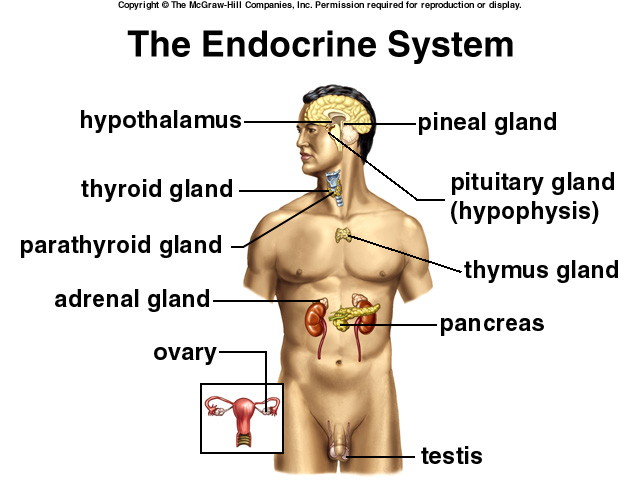 Copyright © The McGraw-Hill Companies, Inc. Permission required for reproduction or display.
The Endocrine System
hypothalamus
pineal gland
thyroid gland
pituitary gland
(hypophysis)
parathyroid gland
thymus gland
adrenal gland
pancreas
ovary
testis